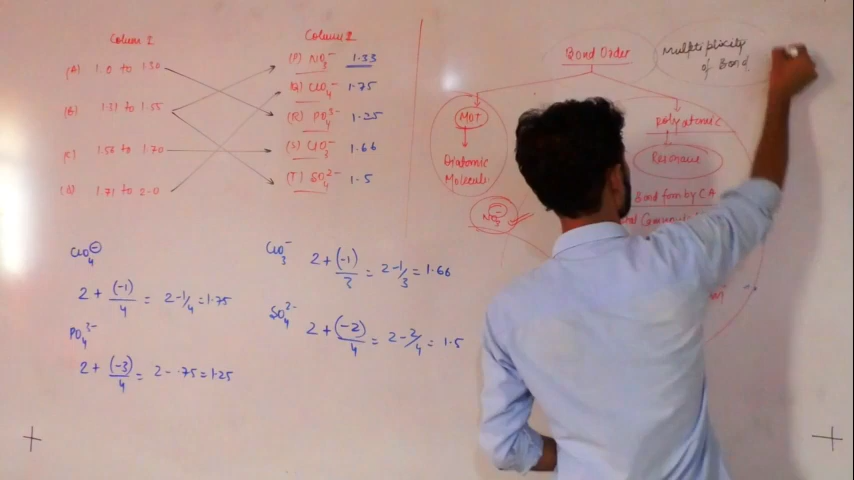 Column 1
(A) 1.0 to 1.30
(B) 1.31 to 1.55
(C) 1.56 to 1.70
(D) 1.71 to 2.0
Column 2
(P) NO₃⁻ 1.33
(Q) ClO₄⁻ 1.75
(R) PO₄³⁻ 1.25
(S) ClO₃⁻ 1.66
(T) SO₄²⁻ 1.5
ClO₄⊖
2 + (-1)/4 = 2-1/4 = 1.75
PO₄³⁻
2 + (-3)/4 = 2-.75 = 1.25
ClO₃⁻
2 + (-1)/3 = 2-1/3 = 1.66
SO₄²⁻
2 + (-2)/4 = 2-2/4 = 1.5
Bond Order
Multiplicity
of Bond
MOT
Diatomic
Molecule
NO₃⊖
Polyatomic
Resonance
Bond form by CA